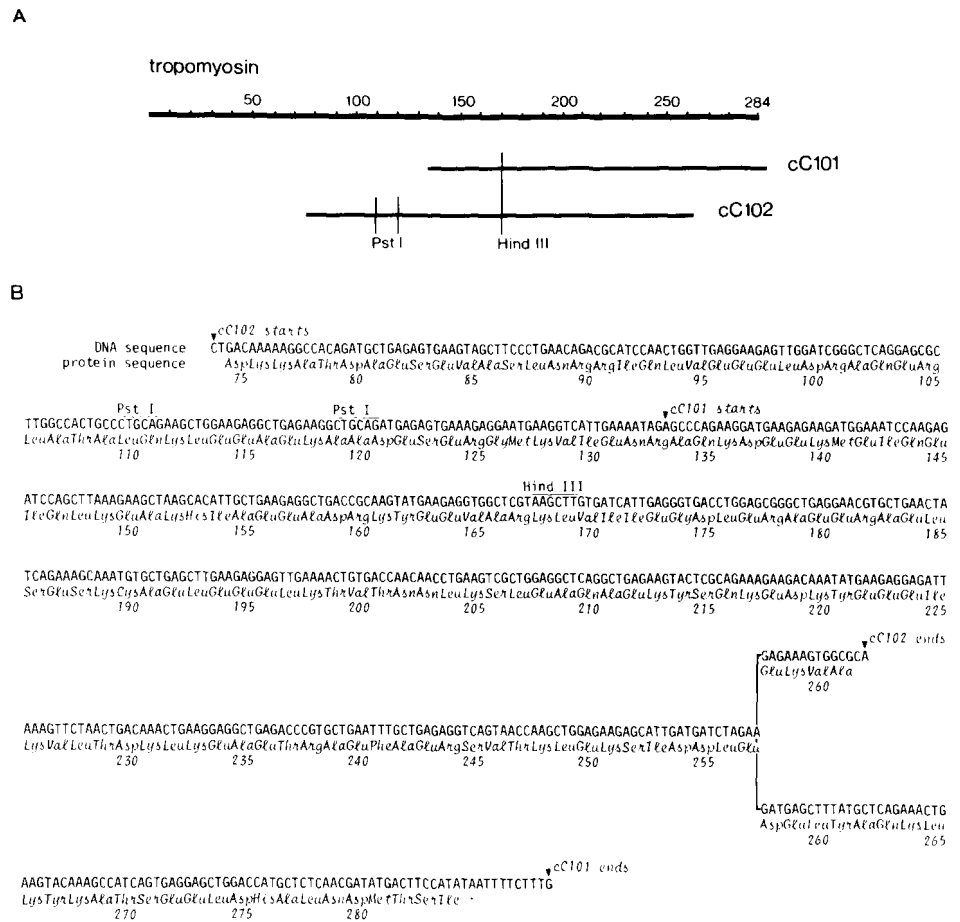 A
tropomyosin
50 100 150 200 250 284
cC101
cC102
Pst I Hind III
B
cC102 starts
DNA sequence CTGACAAAAAGGCCACAGATGCTGAGAGTGAAGTAGCTTCCCTGAACAGACGCATCCAACTGGTTGAGGAAGAGTTGGATCGGGCTCAGGAGCGC
protein sequence AspLysLysAlaThrAspAlaGluSerGluValAlaSerLeuAsnArgArgIleGlnLeuValGluGluGluLeuAspArgAlaGlnGluArg
75 80 85 90 95 100 105
Pst I Pst I cC101 starts
TTGGCCACTGCCCTGCAGAAGCTGGAAGAGGCTGAGAAGGCTGCAGATGAGAGTGAAAGAGGAATGAAGGTCATTGAAAATAGAGCCCAGAAGGATGAAGAGAAGATGGAAATCCAAGAG
LeuAlaThrAlaLeuGlnLysLeuGluGluAlaGluLysAlaAlaAspGluSerGluArgGlyMetLysValIleGluAsnArgAlaGlnLysAspGluGluLysMetGluIleGlnGlu
110 115 120 125 130 135 140 145
Hind III
ATCCAGCTTAAAGAAGCTAAGCACATTGCTGAAGAGGCTGACCGCAAGTATGAAGAGGTGGCTCGTAAGCTTGTGATCATTGAGGGTGACCTGGAGCGGGCTGAGGAACGTGCTGAACTA
IleGlnLeuLysGluAlaLysHisIleAlaGluGluAlaAspArgLysTyrGluGluValAlaArgLysLeuValIleIleGluGlyAspLeuGluArgAlaGluGluArgAlaGluLeu
150 155 160 165 170 175 180 185
TCAGAAAGCAAATGTGCTGAGCTTGAAGAGGAGTTGAAAACTGTGACCAACAACCTGAAGTCGCTGGAGGCTCAGGCTGAGAAGTACTCGCAGAAAGAAGACAAATATGAAGAGGAGATT
SerGluSerLysCysAlaGluLeuGluGluGluLeuLysThrValThrAsnAsnLeuLysSerLeuGluAlaGlnAlaGluLysTyrSerGlnLysGluAspLysTyrGluGluGluIle
190 195 200 205 210 215 220 225
cC102 ends
GAGAAAGTGGCGCA
GluLysValAla
260
AAAGTTCTAACTGACAAACTGAAGGAGGCTGAGACCCGTGCTGAATTTGCTGAGAGGTCAGTAACCAAGCTGGAGAAGAGCATTGATGATCTAGAA
LysValLeuThrAspLysLeuLysGluAlaGluThrArgAlaGluPheAlaGluArgSerValThrLysLeuGluLysSerIleAspAspLeuGlu
230 235 240 245 250 255
GATGAGCTTTATGCTCAGAAACTG
AspGluLeuTyrAlaGlnLysLeu
260 265
cC101 ends
AAGTACAAAGCCATCAGTGAGGAGCTGGACCATGCTCTCAACGATATGACTTCCATATAATTTTCTTTG
LysTyrLysAlaThrSerGluGluLeuAspHisAlaLeuAsnAspMetThrSerIle
270 275 280